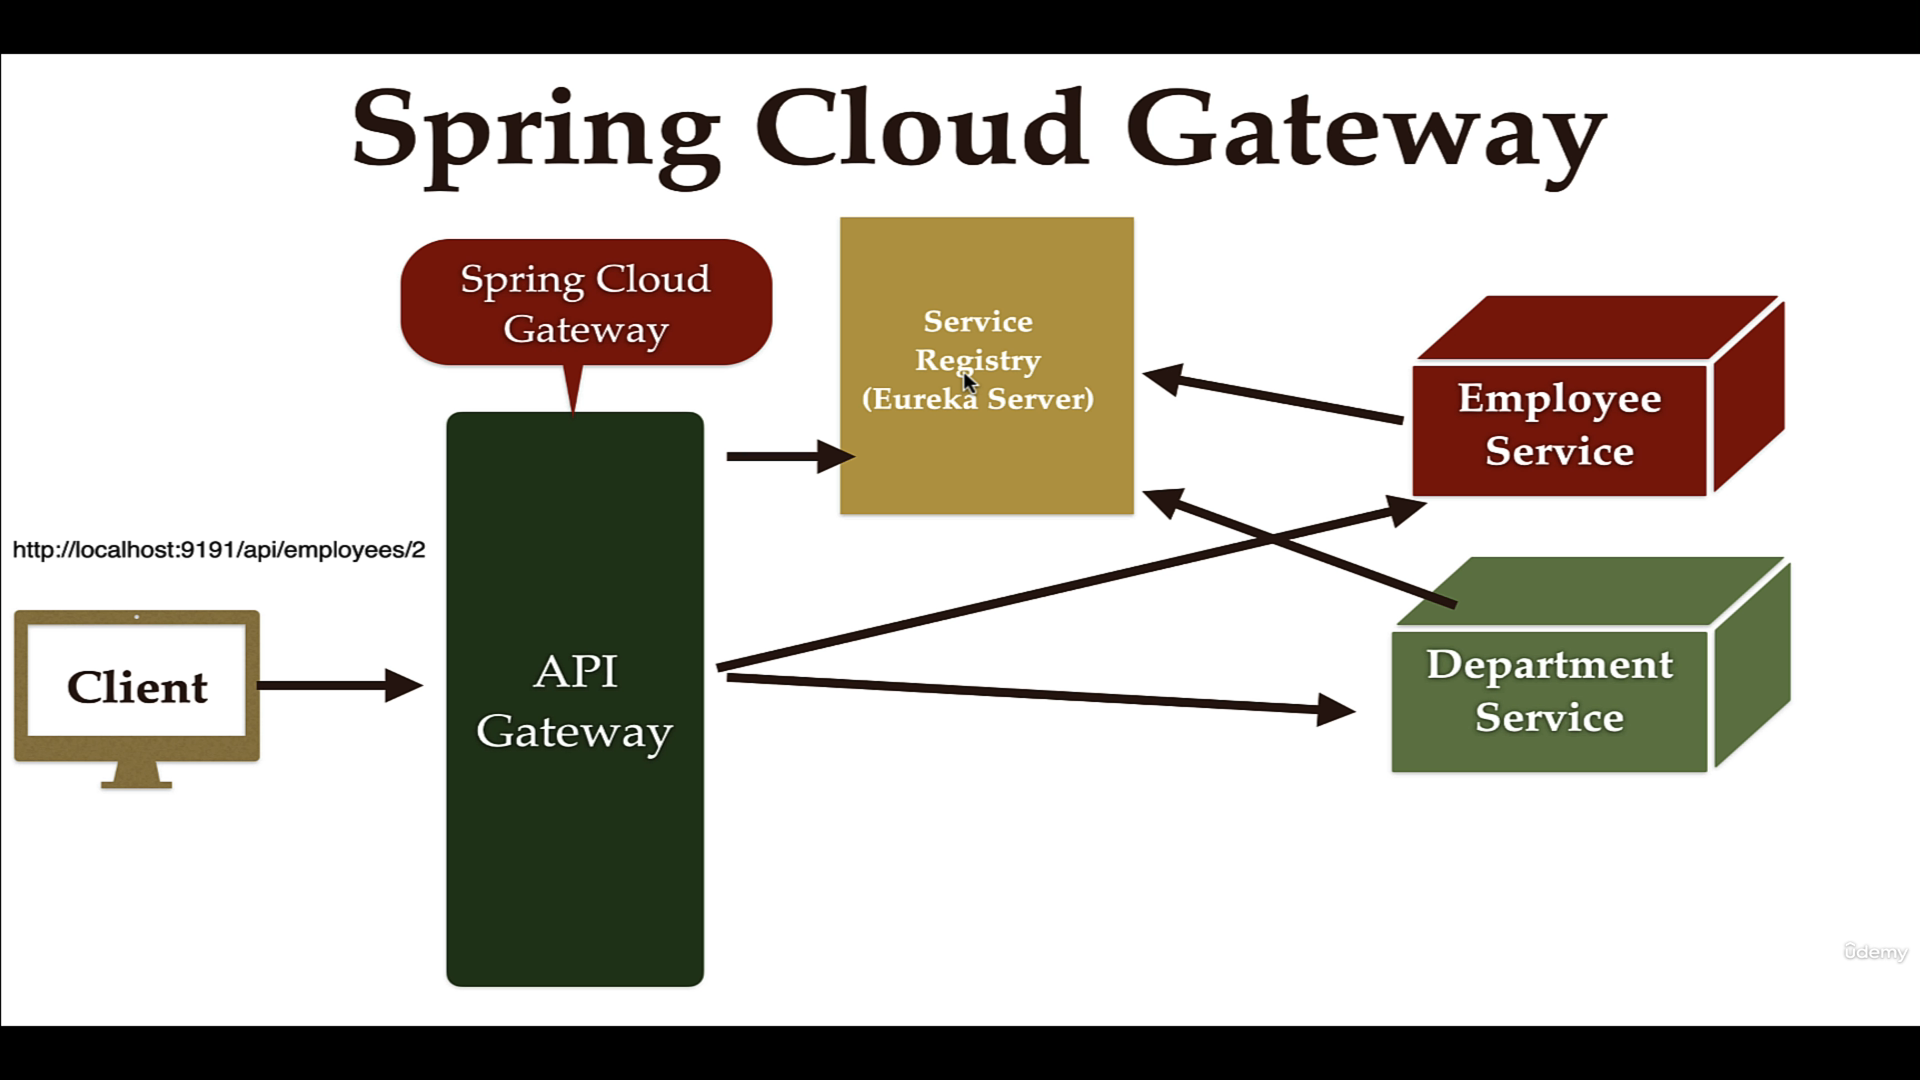 Spring Cloud Gateway
Spring Cloud
Gateway
Service
Registry
(Eureka Server)
Employee
Service
http://localhost:9191/api/employees/2
Client
API
Gateway
Department
Service
ûdemy